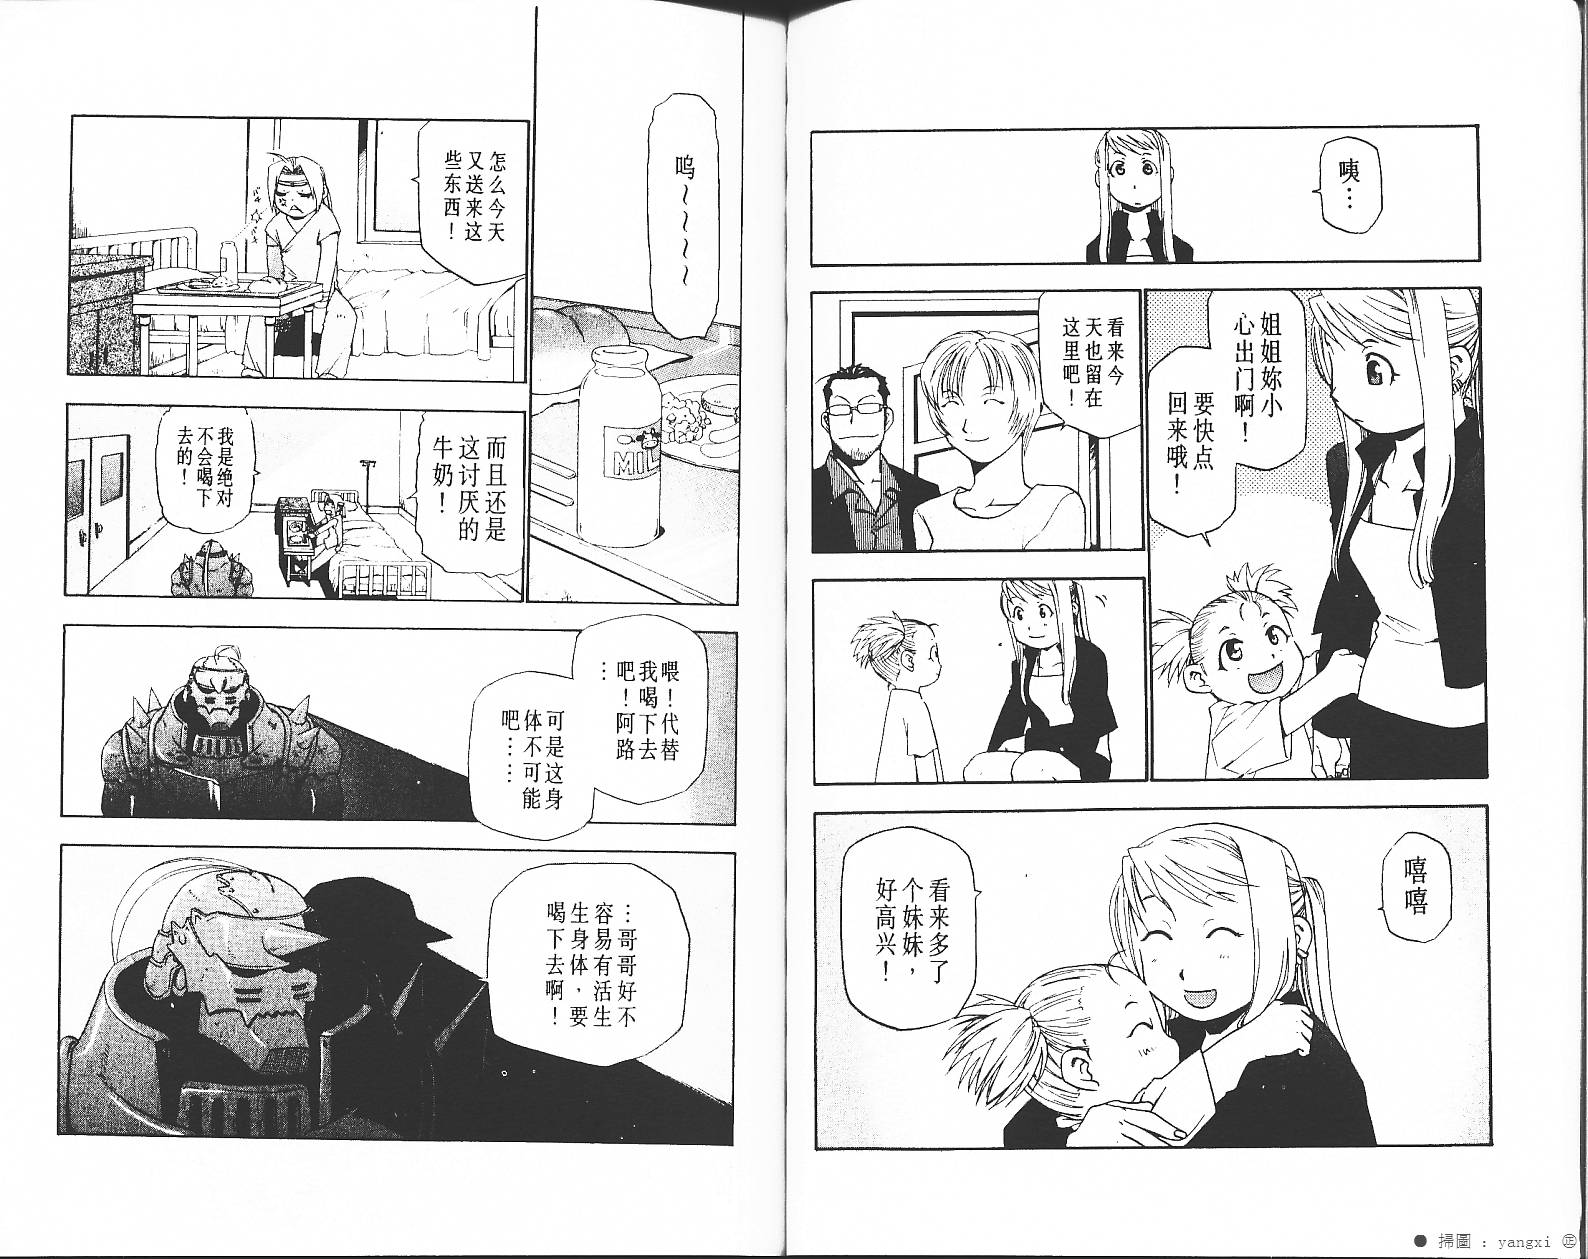 咦…
姐姐妳小
心出门啊！
要快点
回来哦！
看来今
天也留在
这里吧！
嘻嘻
看来多了
个妹妹，
好高兴！
呜～～～～
怎么今天
又送来这
些东西！
MILK
而且还是
这讨厌的
牛奶！
我是绝对
不会喝下
去的！
喂！代替
我喝下去
吧！阿路
…
可是这身
体不可能
吧……
…哥哥好不
容易有活生
生身体，要
喝下去啊！
● 掃圖 : yangxi ㊣